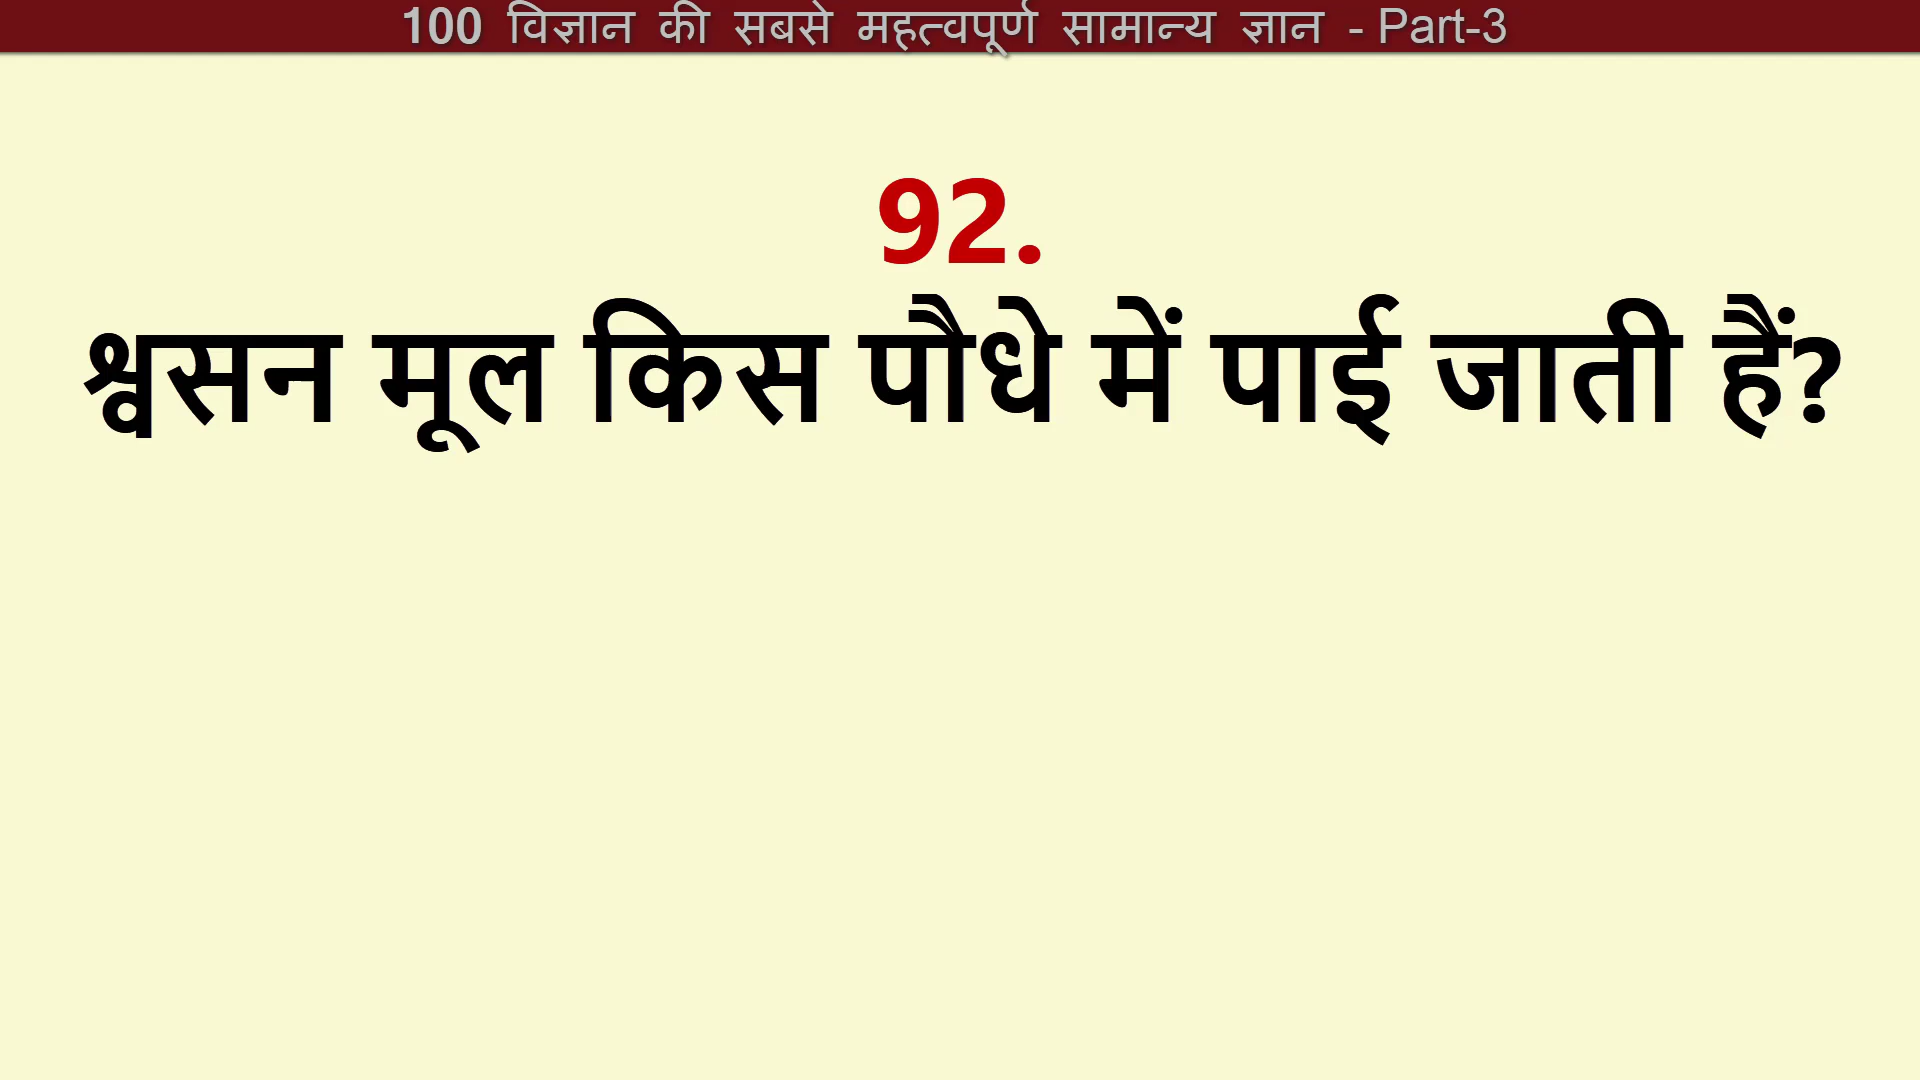 100 विज्ञान की सबसे महत्वपूर्ण सामान्य ज्ञान - Part-3
92.
श्वसन मूल किस पौधे में पाई जाती हैं?